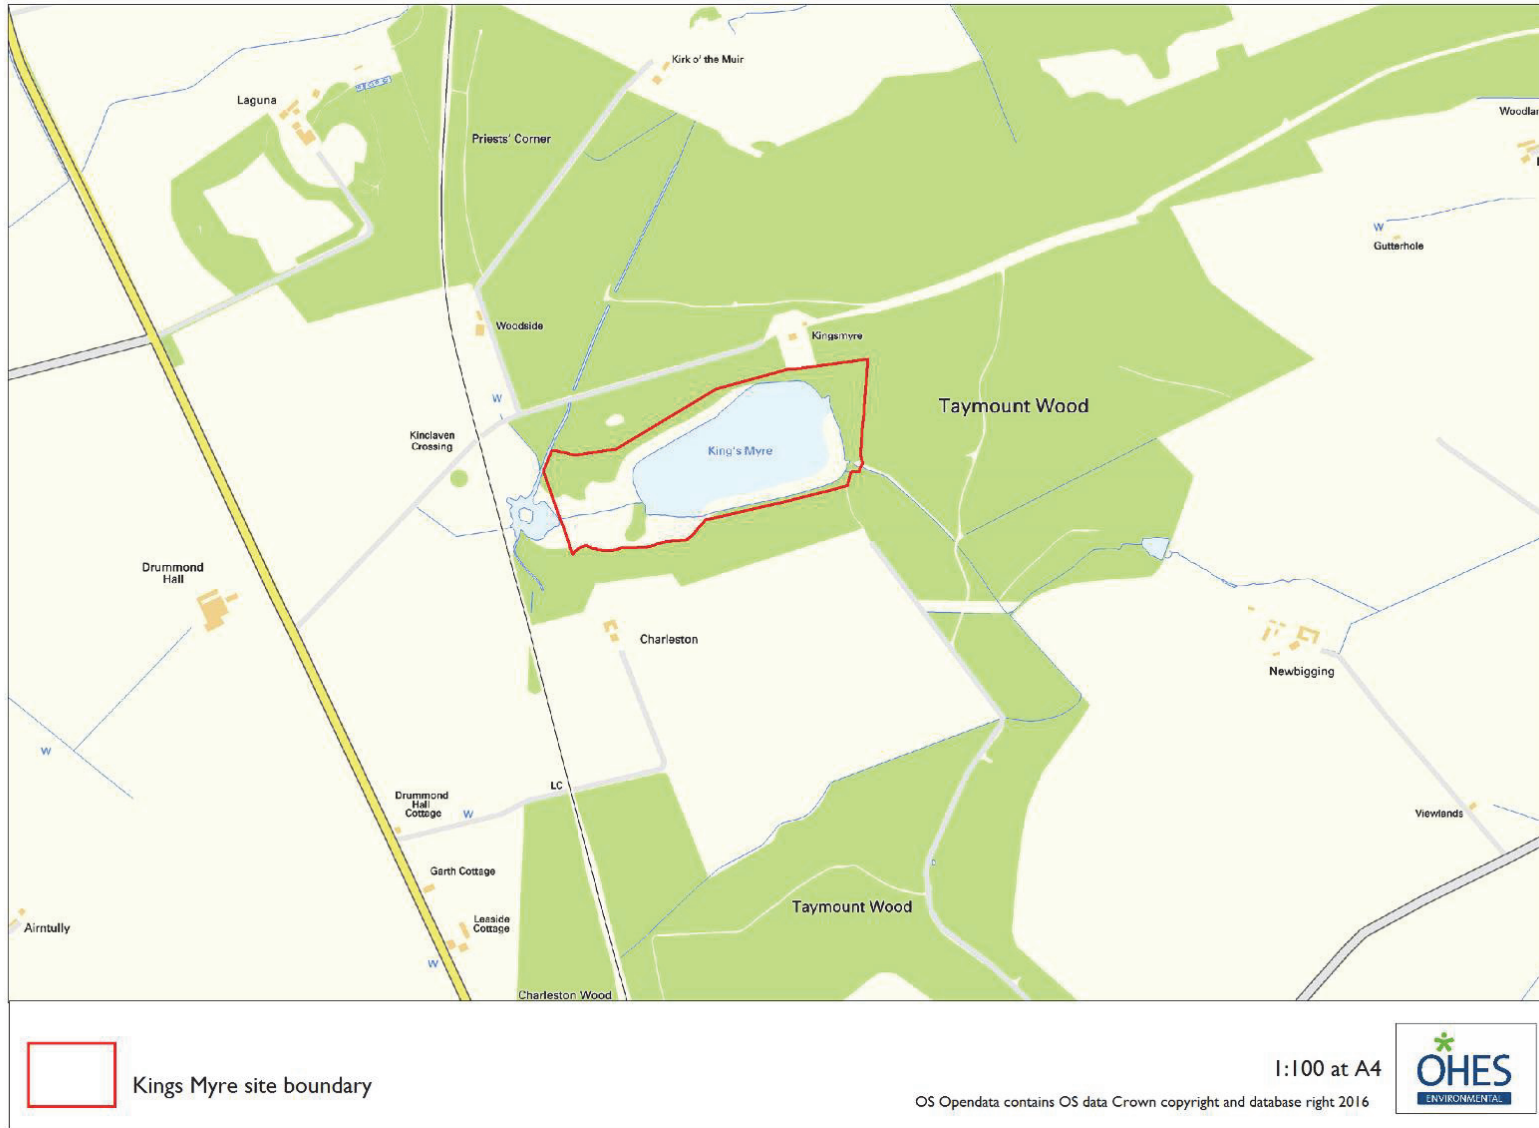 Kirk o' the Muir
Laguna
Woodlan
Priests' Corner
W
Gutterhole
Woodside
Kingsmyre
W
Taymount Wood
Kinclaven
Crossing
King's Myre
Drummond
Hall
Charleston
Newbigging
W
LC
Drummond
Hall
Cottage
W
Viewlands
Garth Cottage
Taymount Wood
Leaside
Cottage
Airntully
W
Charleston Wood
Kings Myre site boundary
1:100 at A4
OS Opendata contains OS data Crown copyright and database right 2016
OHES
ENVIRONMENTAL